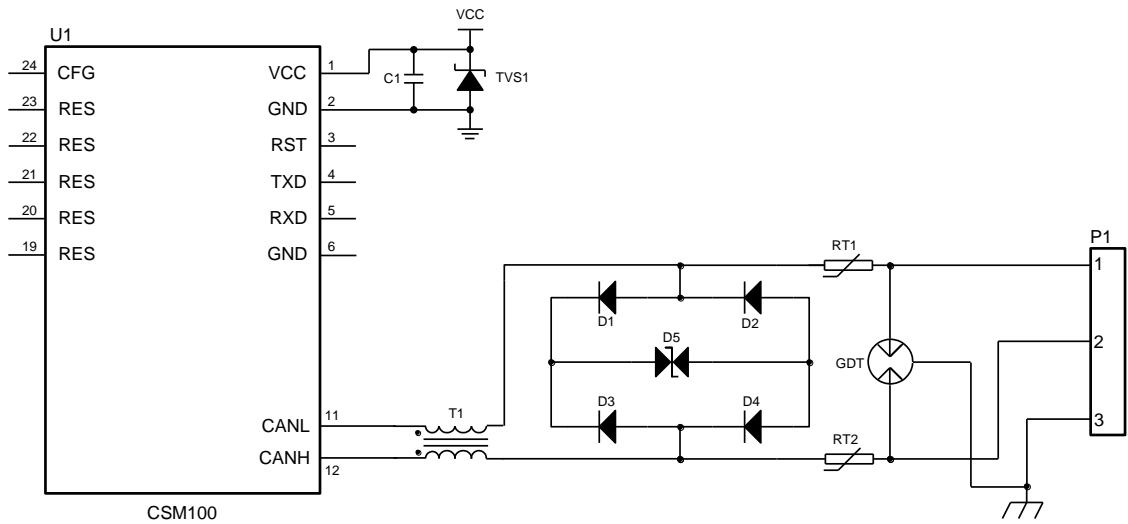 VCC
U1
24 CFG VCC 1
C1
TVS1
23 RES GND 2
22 RES RST 3
21 RES TXD 4
20 RES RXD 5
19 RES GND 6
P1
RT1
1
D1
D2
D5
GDT
2
D3
D4
T1
CANL 11
3
RT2
CANH 12
CSM100